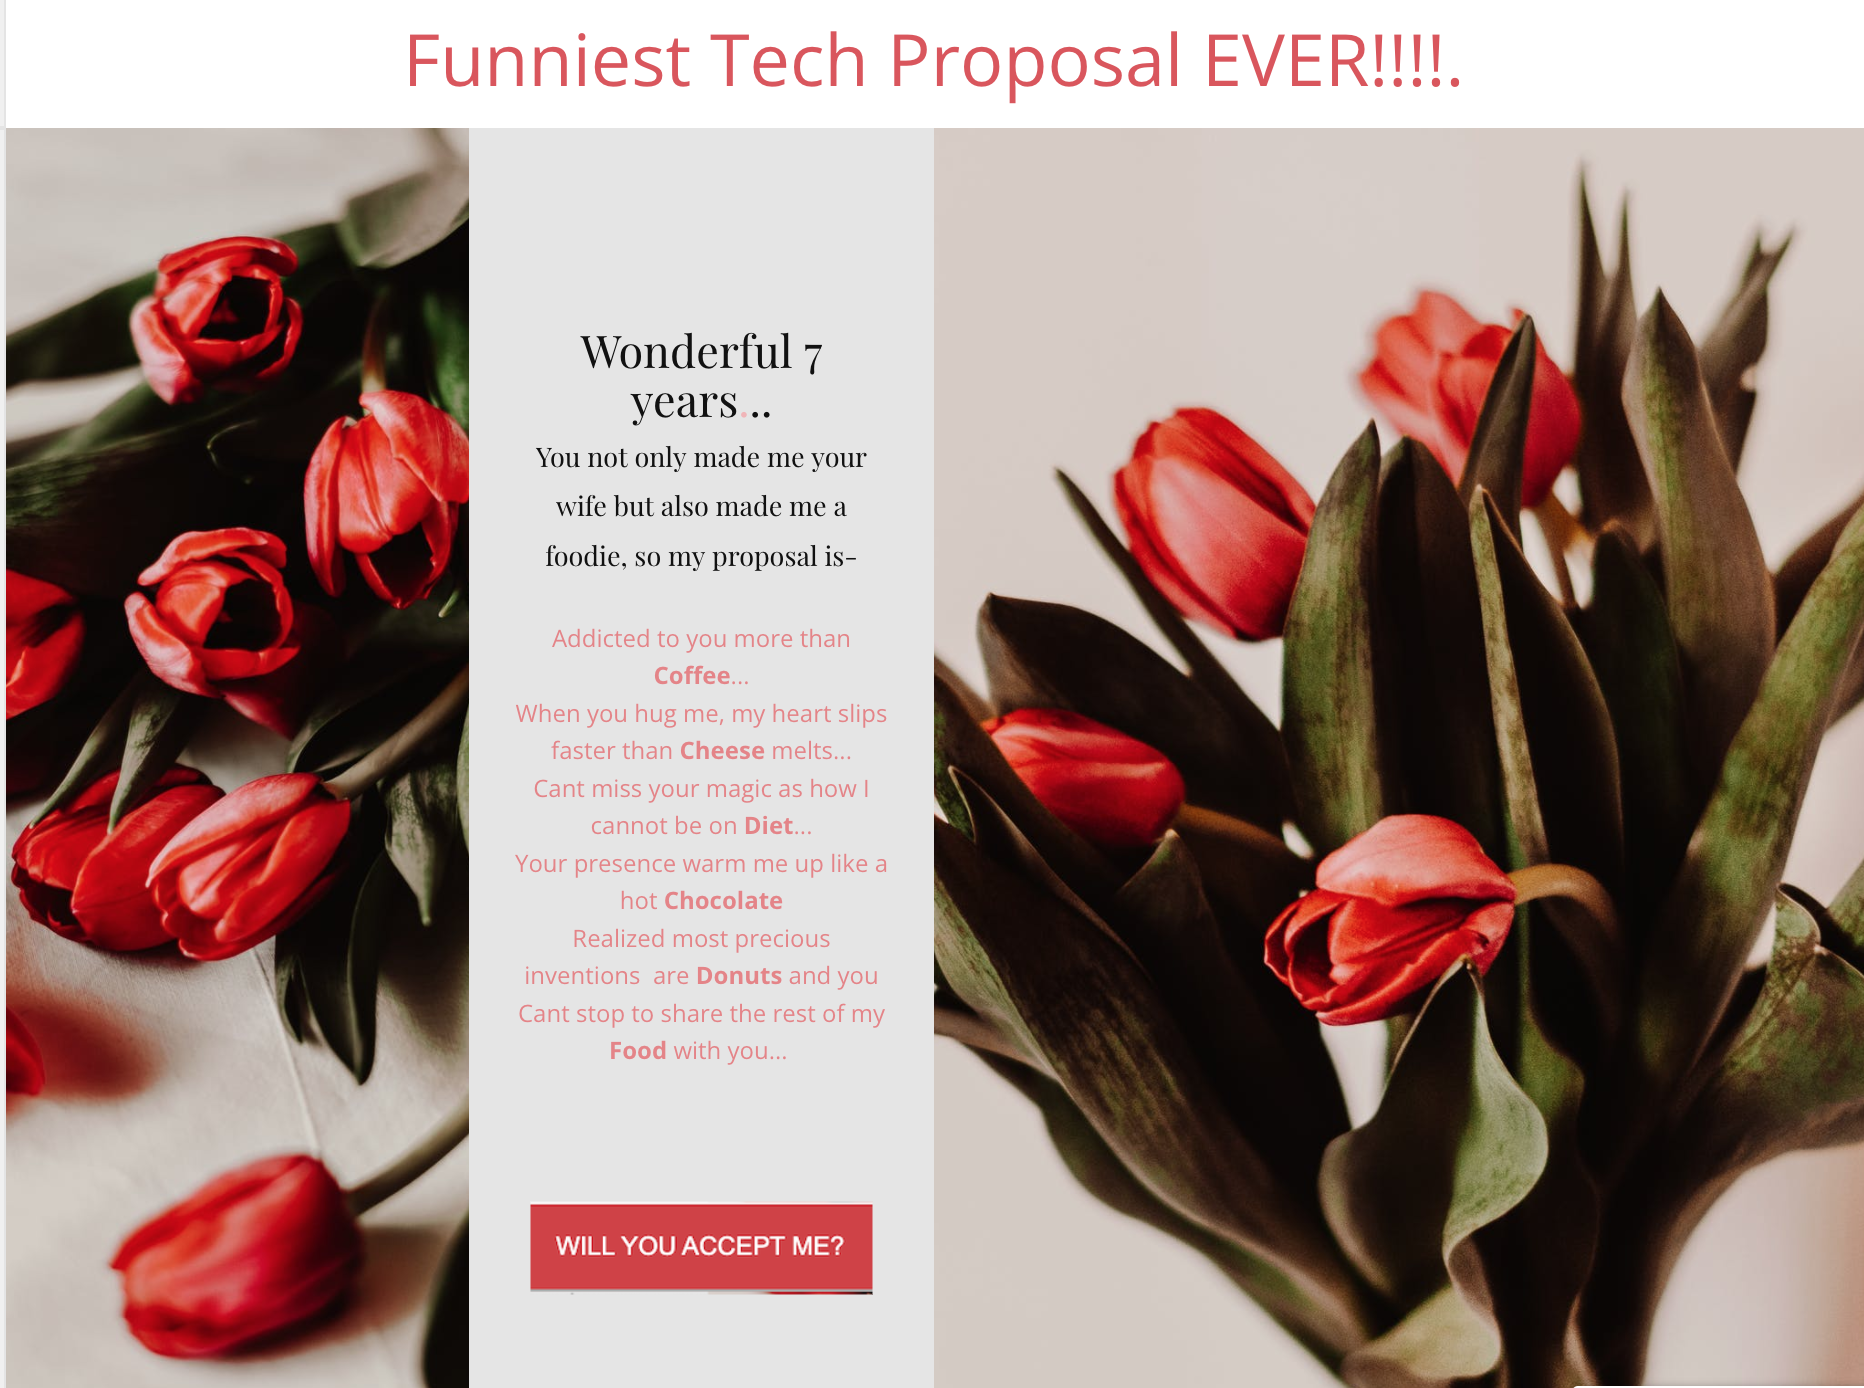 Funniest Tech Proposal EVER!!!!.
Wonderful 7
years...
You not only made me your
wife but also made me a
foodie, so my proposal is-
Addicted to you more than
Coffee...
When you hug me, my heart slips
faster than Cheese melts...
Cant miss your magic as how I
cannot be on Diet...
Your presence warm me up like a
hot Chocolate
Realized most precious
inventions  are Donuts and you
Cant stop to share the rest of my
Food with you...
WILL YOU ACCEPT ME?